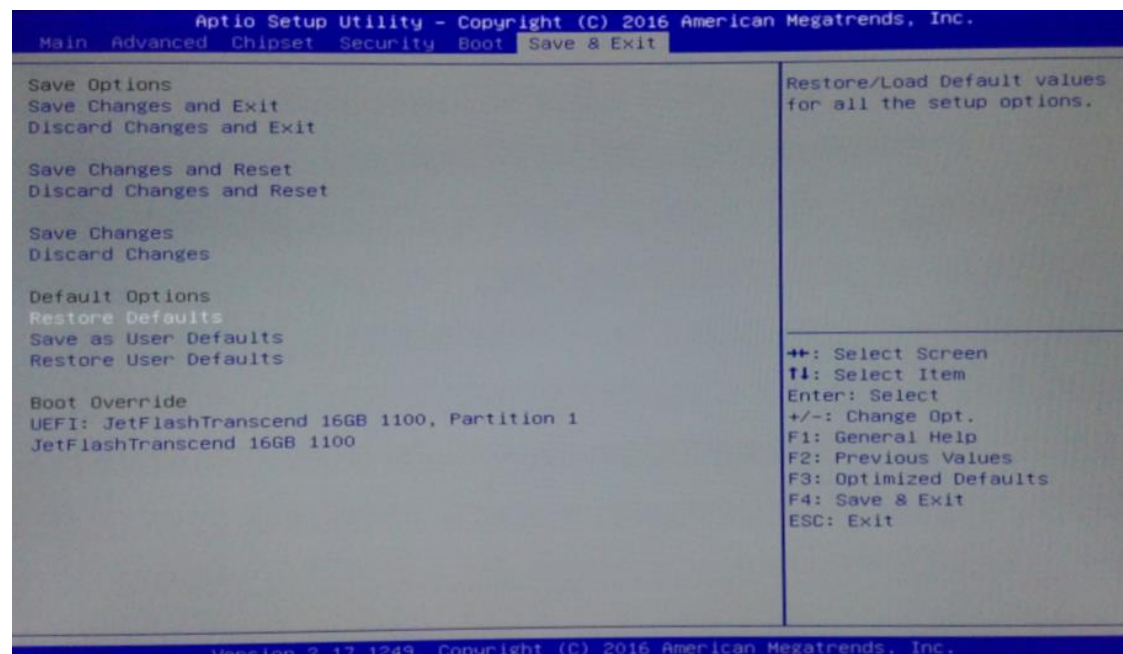 Aptio Setup Utility – Copyright (C) 2016 American Megatrends, Inc.
Main Advanced Chipset Security Boot Save & Exit
Save Options
Save Changes and Exit
Discard Changes and Exit
Save Changes and Reset
Discard Changes and Reset
Save Changes
Discard Changes
Default Options
Restore Defaults
Save as User Defaults
Restore User Defaults
Boot Override
UEFI: JetFlashTranscend 16GB 1100, Partition 1
JetFlashTranscend 16GB 1100
Restore/Load Default values
for all the setup options.
→←: Select Screen
↑↓: Select Item
Enter: Select
+/-: Change Opt.
F1: General Help
F2: Previous Values
F3: Optimized Defaults
F4: Save & Exit
ESC: Exit
Version 2.17.1249. Copyright (C) 2016 American Megatrends, Inc.